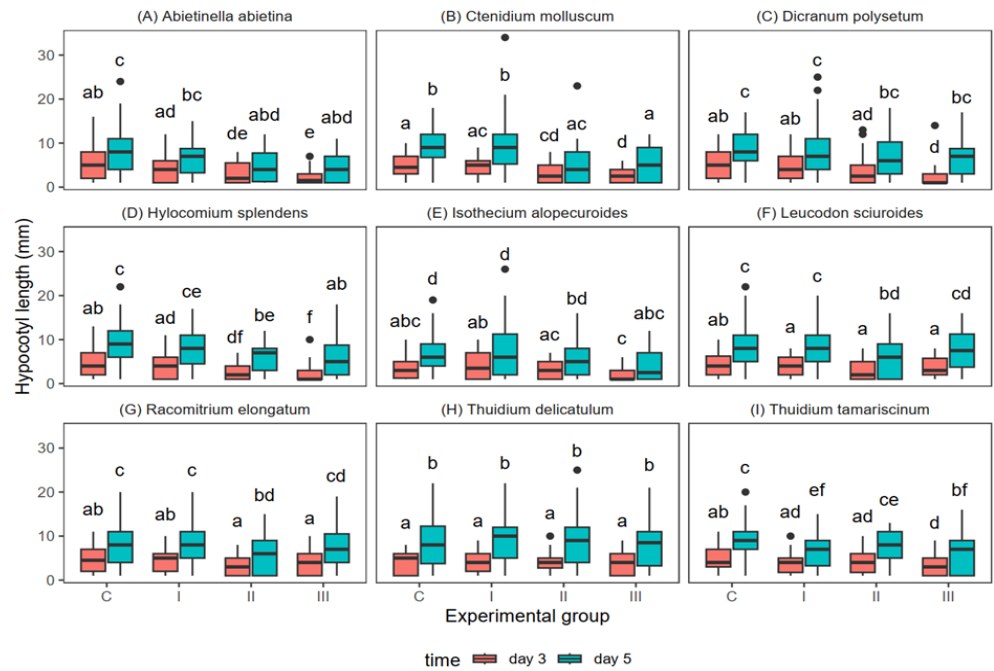 (A) Abietinella abietina (B) Ctenidium molluscum (C) Dicranum polysetum
30
20
10
0
ab c ad bc de abd e abd
a b ac b cd ac d a
ab c ab c ad bc d bc
(D) Hylocomium splendens (E) Isothecium alopecuroides (F) Leucodon sciuroides
Hypocotyl length (mm)
30
20
10
0
ab c ad ce df be f ab
abc d ab d ac bd c abc
ab c a c a bd a cd
(G) Racomitrium elongatum (H) Thuidium delicatulum (I) Thuidium tamariscinum
30
20
10
0
ab c ab c a bd a cd
a b a b a b a b
ab c ad ef ad ce d bf
C I II III C I II III C I II III
Experimental group
time day 3 day 5